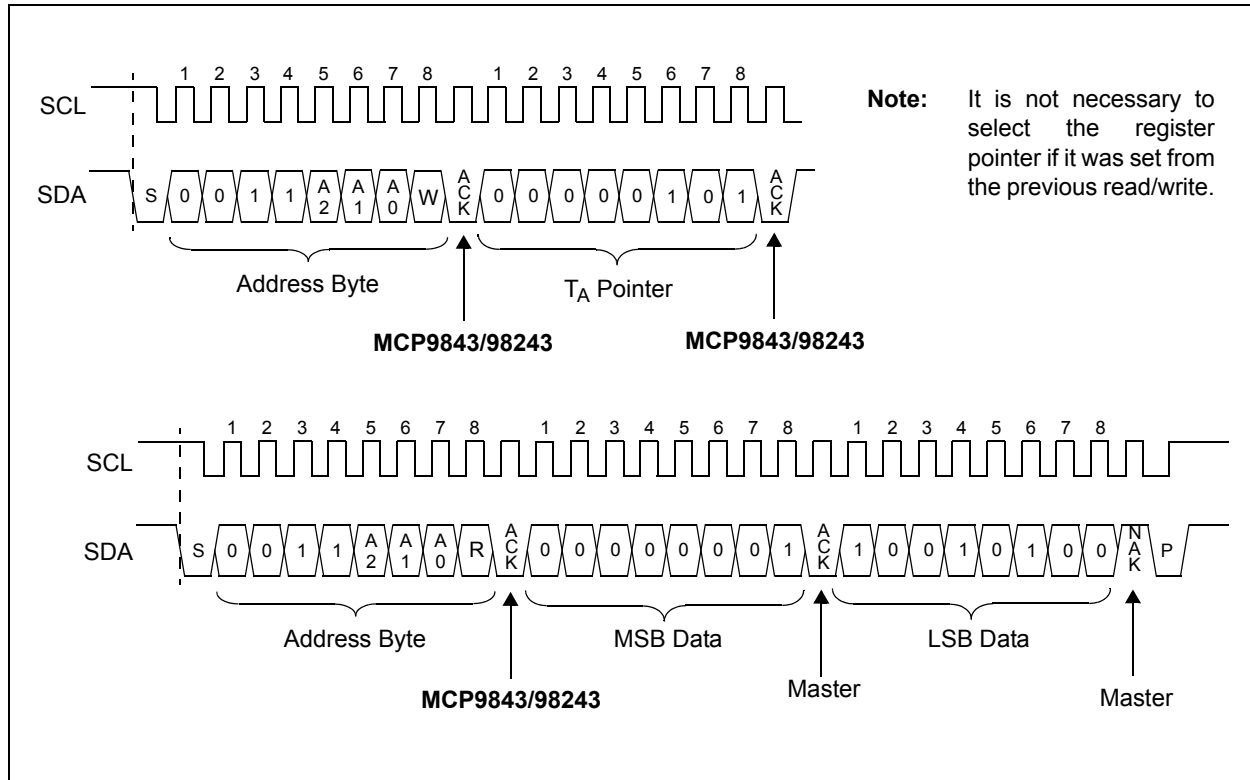 1 2 3 4 5 6 7 8 1 2 3 4 5 6 7 8
SCL
SDA
S 0 0 1 1 A2 A1 A0 W ACK 0 0 0 0 0 1 0 1 ACK
Address Byte
TA Pointer
MCP9843/98243
MCP9843/98243
Note: It is not necessary to
select the register
pointer if it was set from
the previous read/write.
1 2 3 4 5 6 7 8 1 2 3 4 5 6 7 8 1 2 3 4 5 6 7 8
SCL
SDA
S 0 0 1 1 A2 A1 A0 R ACK 0 0 0 0 0 0 0 1 ACK 1 0 0 1 0 1 0 0 NAK P
Address Byte
MSB Data
LSB Data
MCP9843/98243
Master
Master